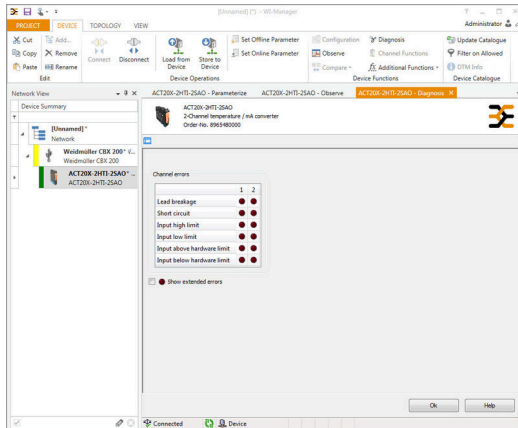 [Unnamed] (*) - WI-Manager
PROJECT DEVICE TOPOLOGY VIEW
Administrator
Cut Add...
Copy Remove
Paste Rename
Edit
Connect Disconnect
Load from Device
Store to Device
Set Offline Parameter
Set Online Parameter
Device Operations
Configuration Diagnosis
Observe Channel Functions
Compare Additional Functions
Device Functions
Update Catalogue
Filter on Allowed
DTM Info
Device Catalogue
Network View
Device Summary
[Unnamed]*
Network
Weidmüller CBX 200*
Weidmüller CBX 200
ACT20X-2HTI-2SAO*
ACT20X-2HTI-2SAO
ACT20X-2HTI-2SAO - Parameterize ACT20X-2HTI-2SAO - Observe ACT20X-2HTI-2SAO - Diagnosis
ACT20X-2HTI-2SAO
2-Channel temperature / mA converter
Order-No. 8965480000
Channel errors
1 2
Lead breakage
Short circuit
Input high limit
Input low limit
Input above hardware limit
Input below hardware limit
Show extended errors
Ok Help
Connected Device